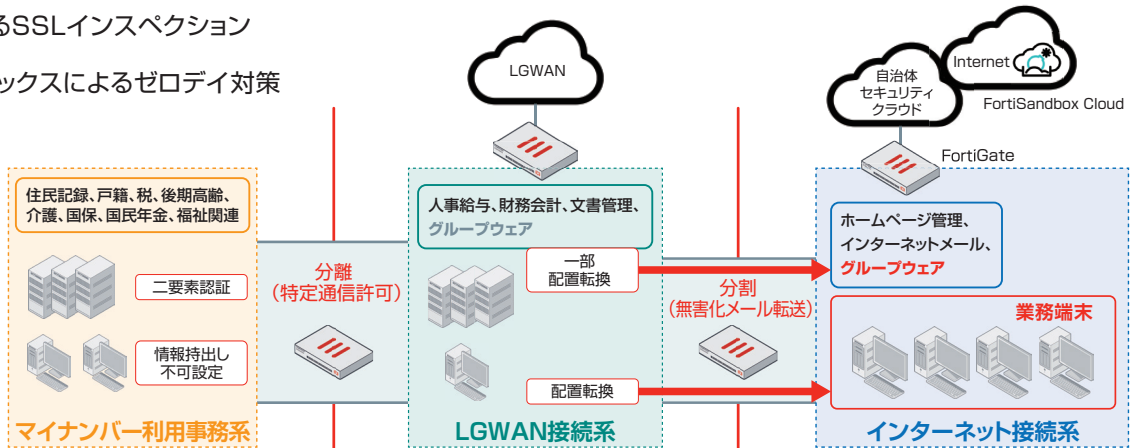 るSSLインスペクション
ックスによるゼロデイ対策
LGWAN
自治体
セキュリティ
クラウド
Internet
FortiSandbox Cloud
FortiGate
住民記録、戸籍、税、後期高齢、
介護、国保、国民年金、福祉関連
二要素認証
情報持出し
不可設定
マイナンバー利用事務系
分離
（特定通信許可）
人事給与、財務会計、文書管理、
グループウェア
一部
配置転換
配置転換
LGWAN接続系
分割
（無害化メール転送）
ホームページ管理、
インターネットメール、
グループウェア
業務端末
インターネット接続系